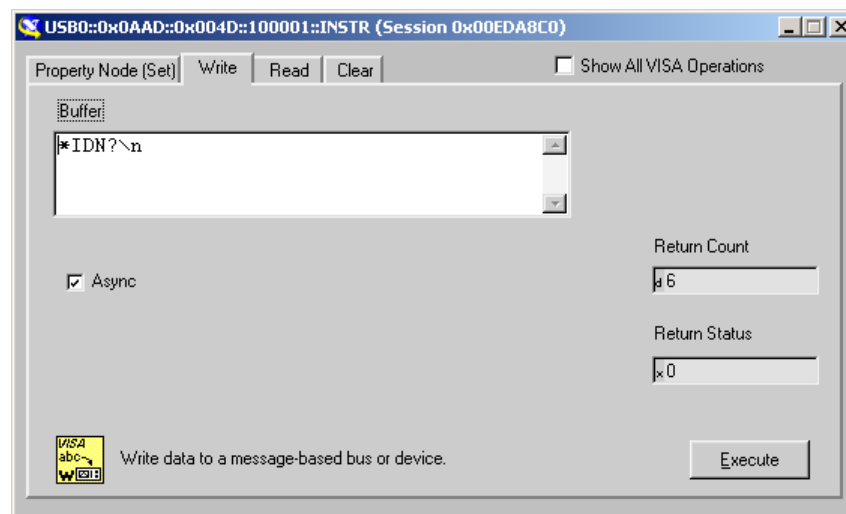 USB0::0x0AAD::0x004D::100001::INSTR (Session 0x00EDA8C0)
Property Node (Set) Write Read Clear Show All VISA Operations
Buffer
*IDN?\n
Return Count
Async
d 6
Return Status
x 0
VISA
abc
W
Write data to a message-based bus or device.
Execute